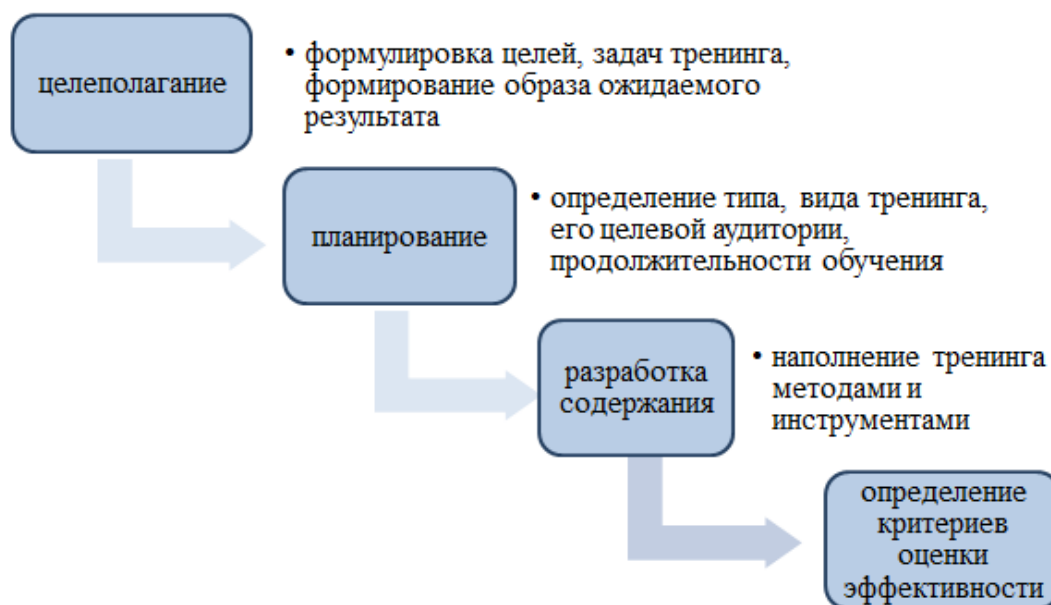 целеполагание
• формулировка целей, задач тренинга,
формирование образа ожидаемого
результата
планирование
• определение типа, вида тренинга,
его целевой аудитории,
продолжительности обучения
разработка
содержания
• наполнение тренинга
методами и
инструментами
определение
критериев
оценки
эффективности